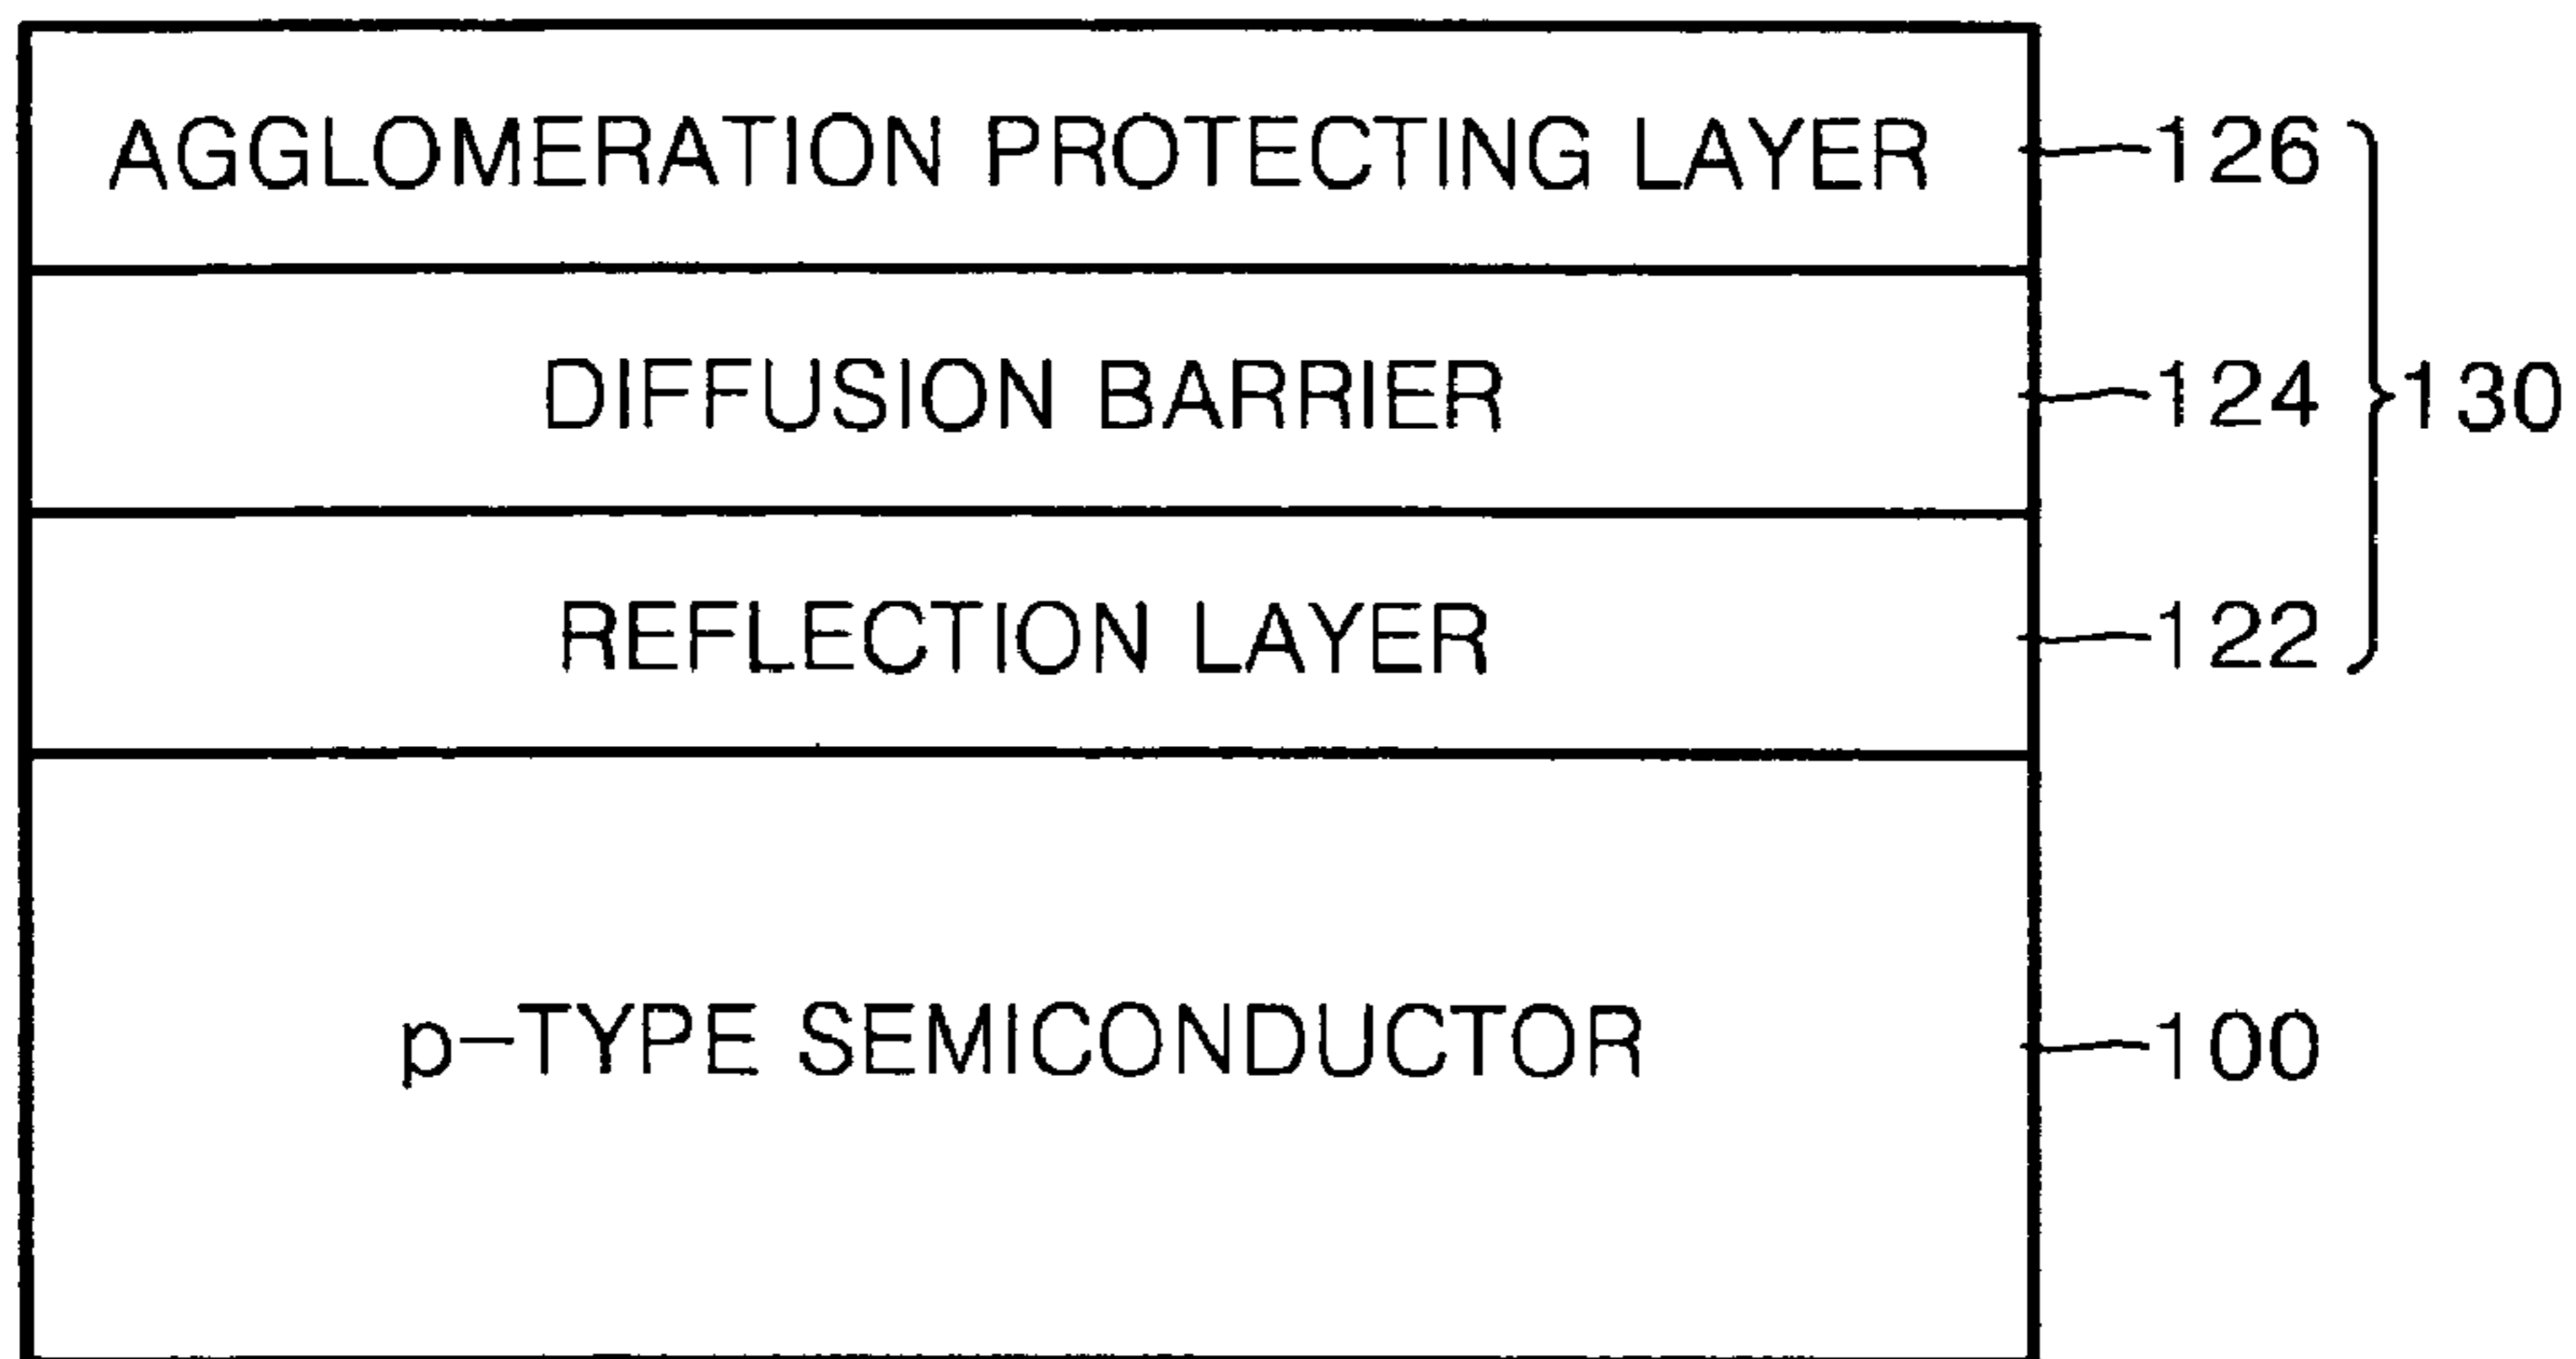 AGGLOMERATION PROTECTING LAYER 126
DIFFUSION BARRIER 124 130
REFLECTION LAYER 122
p-TYPE SEMICONDUCTOR 100